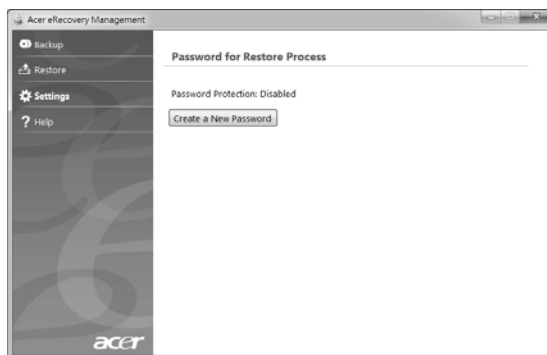 Acer eRecovery Management
Backup
Restore
Settings
Help
Password for Restore Process
Password Protection: Disabled
Create a New Password
acer